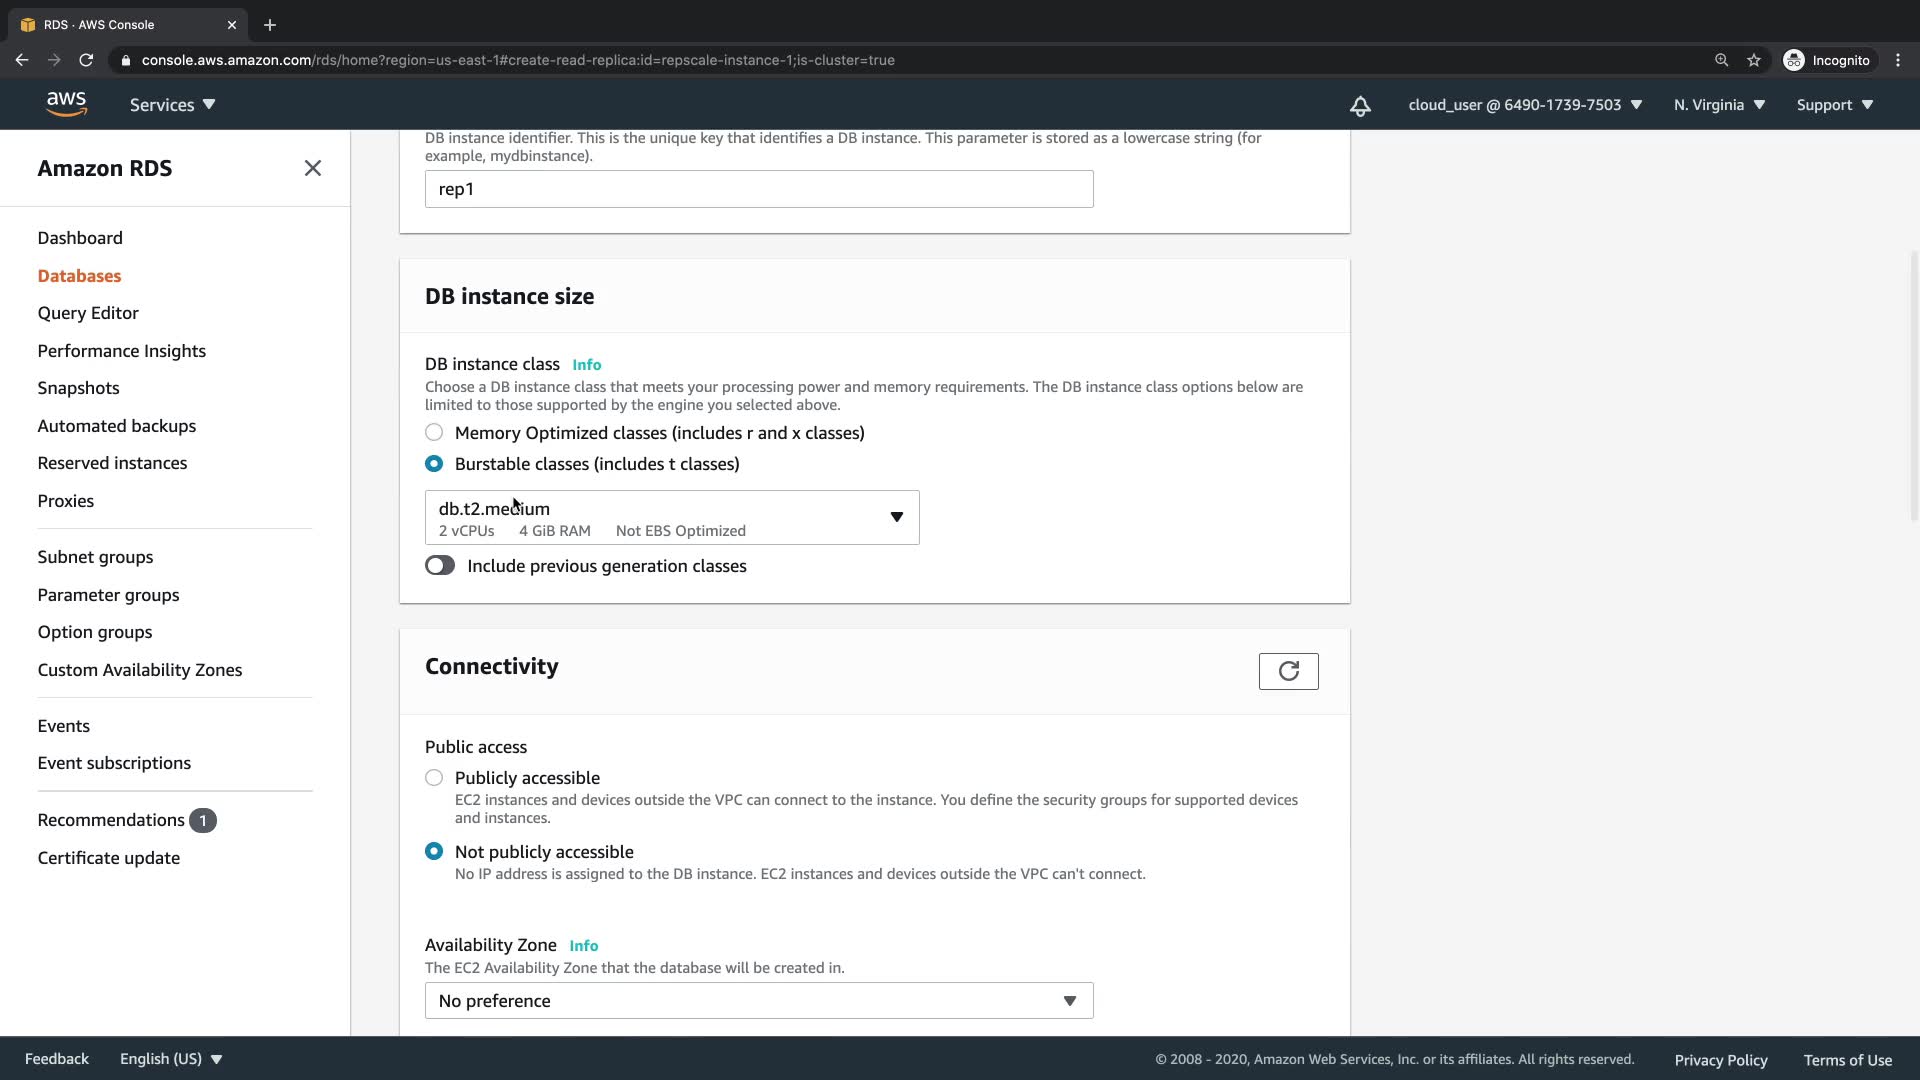 RDS · AWS Console
console.aws.amazon.com/rds/home?region=us-east-1#create-read-replica:id=repscale-instance-1;is-cluster=true
Incognito
aws
Services
cloud_user @ 6490-1739-7503
N. Virginia
Support
Amazon RDS
Dashboard
Databases
Query Editor
Performance Insights
Snapshots
Automated backups
Reserved instances
Proxies
Subnet groups
Parameter groups
Option groups
Custom Availability Zones
Events
Event subscriptions
Recommendations 1
Certificate update
DB instance identifier. This is the unique key that identifies a DB instance. This parameter is stored as a lowercase string (for
example, mydbinstance).
rep1
DB instance size
DB instance class Info
Choose a DB instance class that meets your processing power and memory requirements. The DB instance class options below are
limited to those supported by the engine you selected above.
Memory Optimized classes (includes r and x classes)
Burstable classes (includes t classes)
db.t2.medium
2 vCPUs 4 GiB RAM Not EBS Optimized
Include previous generation classes
Connectivity
Public access
Publicly accessible
EC2 instances and devices outside the VPC can connect to the instance. You define the security groups for supported devices
and instances.
Not publicly accessible
No IP address is assigned to the DB instance. EC2 instances and devices outside the VPC can't connect.
Availability Zone Info
The EC2 Availability Zone that the database will be created in.
No preference
Feedback
English (US)
© 2008 - 2020, Amazon Web Services, Inc. or its affiliates. All rights reserved.
Privacy Policy
Terms of Use